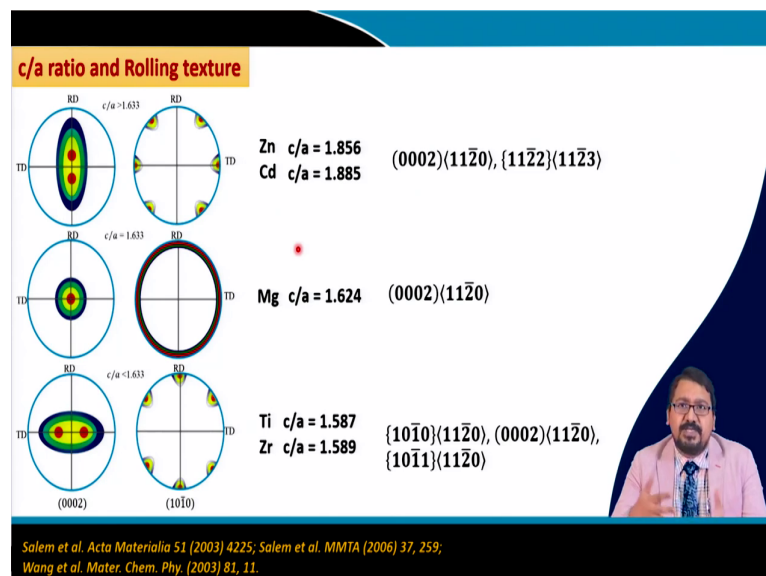 c/a ratio and Rolling texture
RD
c/a >1.633
RD
TD
TD
Zn c/a = 1.856
Cd c/a = 1.885
(0002)⟨112̅0⟩, {112̅2}⟨112̅3⟩
RD
c/a = 1.633
RD
TD
TD
Mg c/a = 1.624
(0002)⟨112̅0⟩
RD
c/a <1.633
RD
TD
TD
Ti c/a = 1.587
Zr c/a = 1.589
{101̅0}⟨112̅0⟩, (0002)⟨112̅0⟩,
{101̅1}⟨112̅0⟩
(0002)
(101̅0)
Salem et al. Acta Materialia 51 (2003) 4225; Salem et al. MMTA (2006) 37, 259;
Wang et al. Mater. Chem. Phy. (2003) 81, 11.